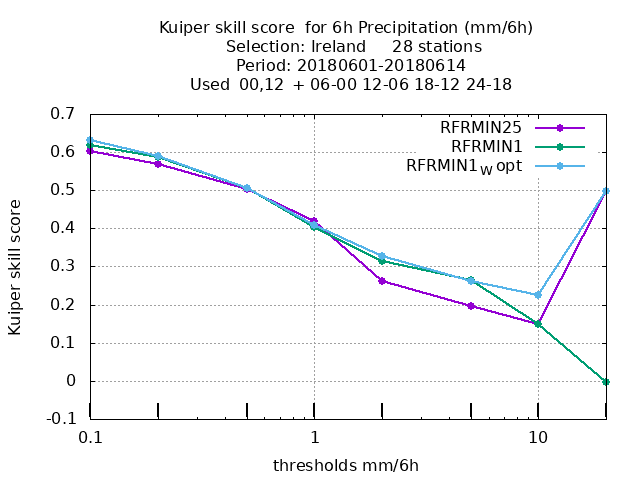 Kuiper skill score  for 6h Precipitation (mm/6h)
Selection: Ireland     28 stations
Period: 20180601-20180614
Used  00,12  + 06-00 12-06 18-12 24-18
RFRMIN25
RFRMIN1
RFRMIN1W opt
Kuiper skill score
0.7
0.6
0.5
0.4
0.3
0.2
0.1
0
-0.1
0.1 1 10
thresholds mm/6h